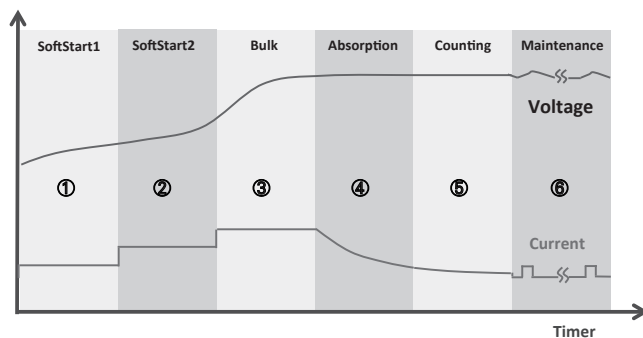 SoftStart1 SoftStart2 Bulk Absorption Counting Maintenance
Voltage
① ② ③ ④ ⑤ ⑥
Current
Timer